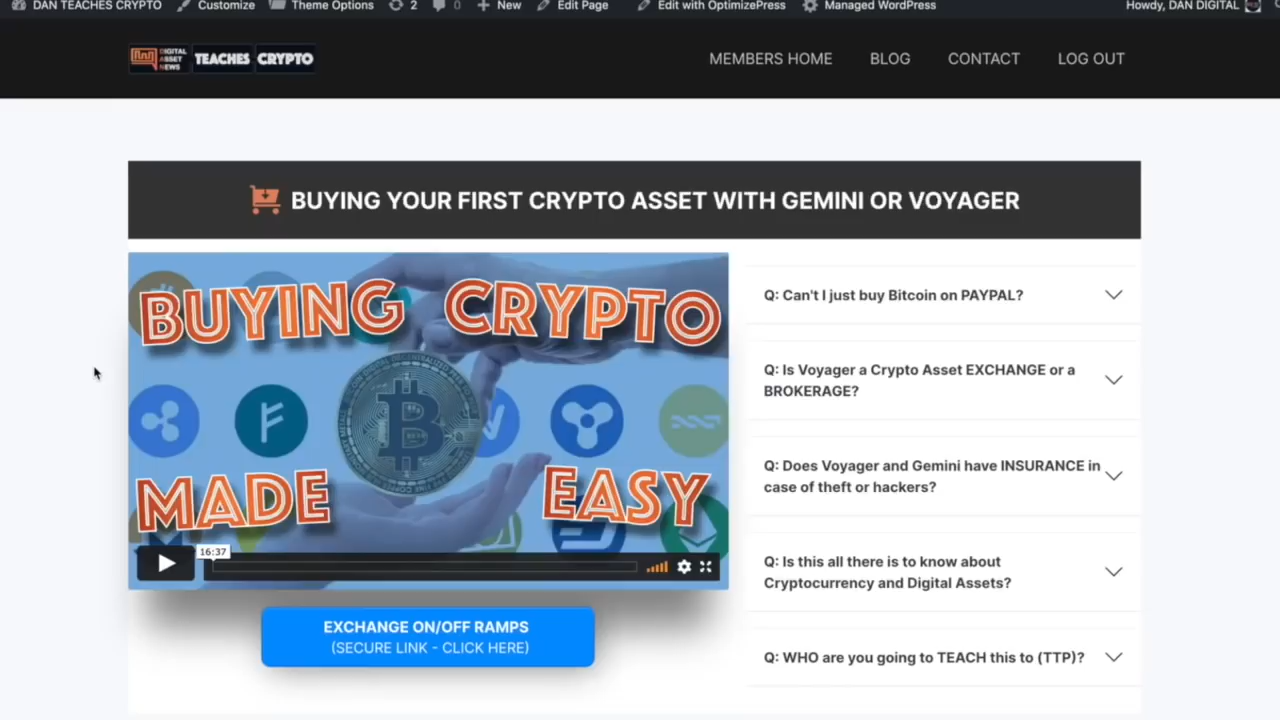 DAN TEACHES CRYPTO
Customize
Theme Options
2
0
New
Edit Page
Edit with OptimizePress
Managed WordPress
Howdy, DAN DIGITAL
DIGITAL
ASSET
NEWS
TEACHES CRYPTO
MEMBERS HOME
BLOG
CONTACT
LOG OUT
BUYING YOUR FIRST CRYPTO ASSET WITH GEMINI OR VOYAGER
BUYING CRYPTO
MADE EASY
16:37
EXCHANGE ON/OFF RAMPS
(SECURE LINK - CLICK HERE)
Q: Can't I just buy Bitcoin on PAYPAL?
Q: Is Voyager a Crypto Asset EXCHANGE or a
BROKERAGE?
Q: Does Voyager and Gemini have INSURANCE in
case of theft or hackers?
Q: Is this all there is to know about
Cryptocurrency and Digital Assets?
Q: WHO are you going to TEACH this to (TTP)?